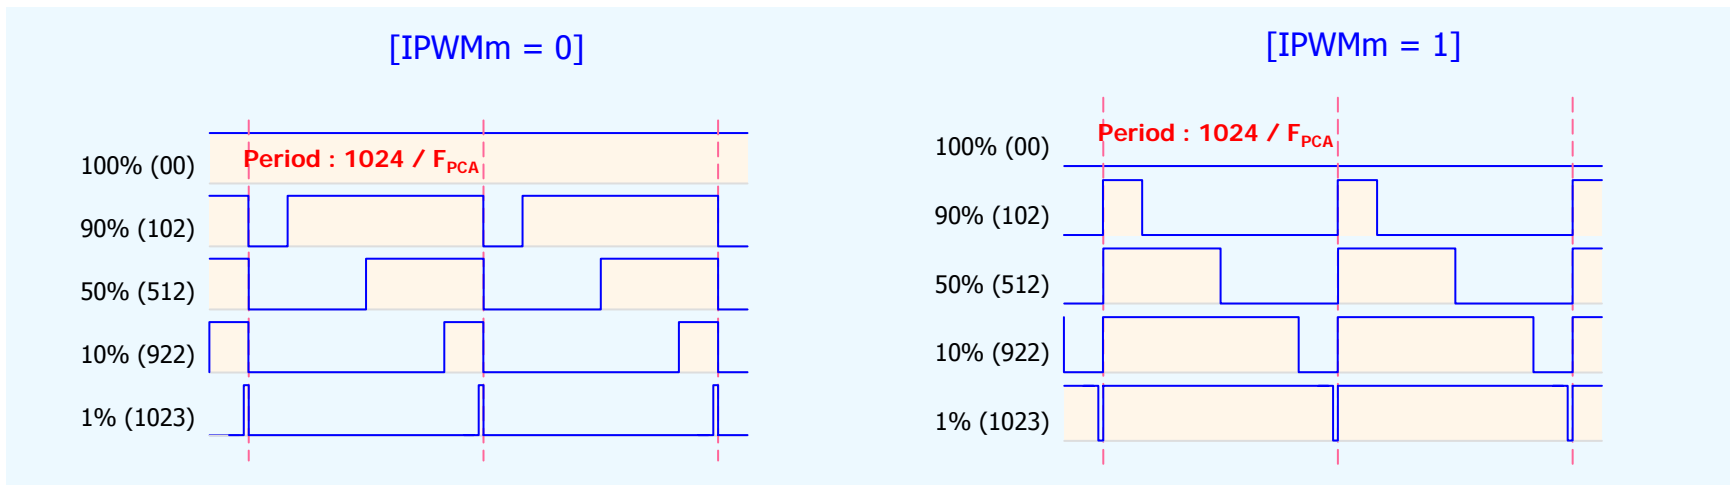 [IPWMm = 0]
100% (00)
Period : 1024 / FPCA
90% (102)
50% (512)
10% (922)
1% (1023)
[IPWMm = 1]
Period : 1024 / FPCA
100% (00)
90% (102)
50% (512)
10% (922)
1% (1023)